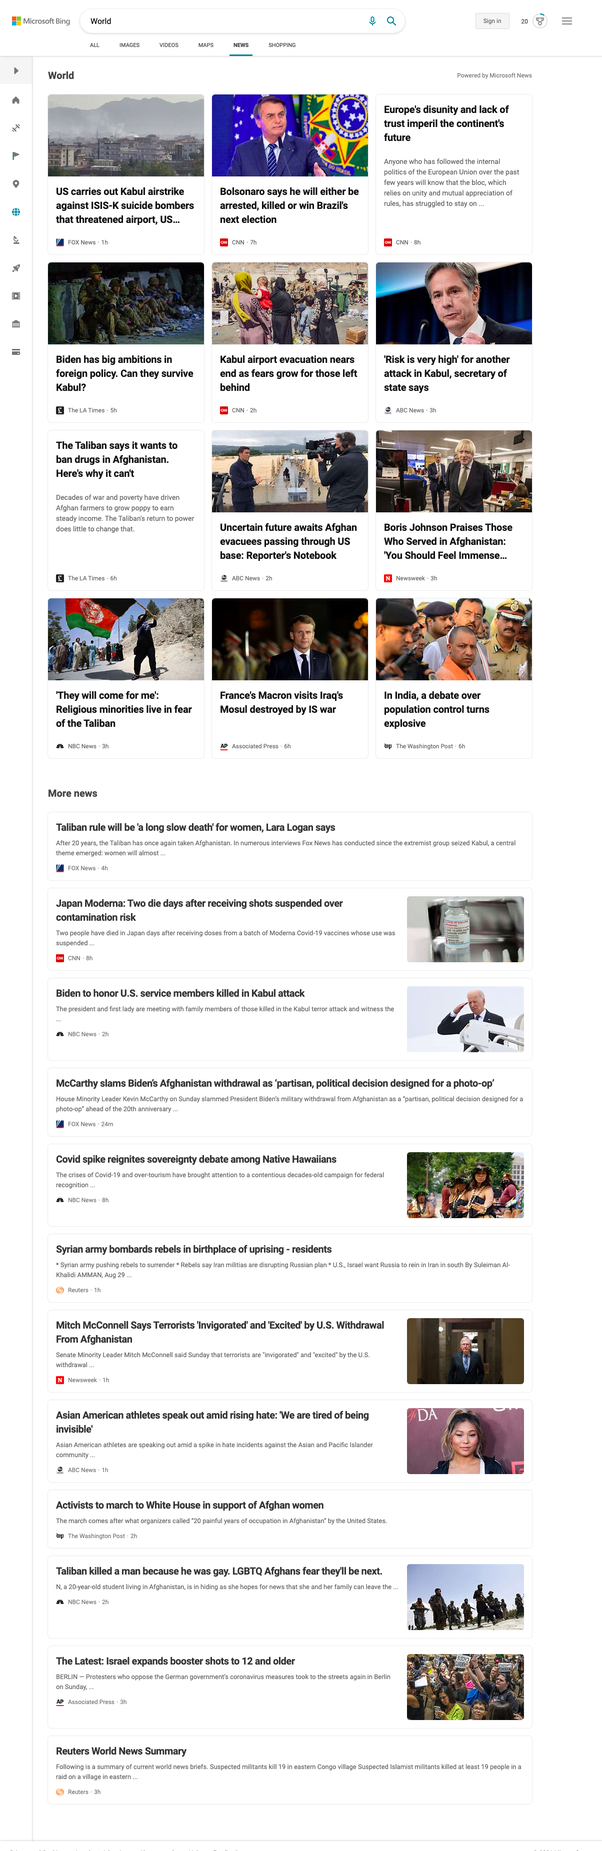 Microsoft Bing
World
Sign in
20
ALL
IMAGES
VIDEOS
MAPS
NEWS
SHOPPING
World
Powered by Microsoft News
US carries out Kabul airstrike
against ISIS-K suicide bombers
that threatened airport, US...
FOX News · 1h
Bolsonaro says he will either be
arrested, killed or win Brazil's
next election
CNN · 7h
Europe's disunity and lack of
trust imperil the continent's
future
Anyone who has followed the internal
politics of the European Union over the past
few years will know that the bloc, which
relies on unity and mutual appreciation of
rules, has struggled to stay on ...
CNN · 8h
Biden has big ambitions in
foreign policy. Can they survive
Kabul?
The LA Times · 5h
Kabul airport evacuation nears
end as fears grow for those left
behind
CNN · 2h
'Risk is very high' for another
attack in Kabul, secretary of
state says
ABC News · 3h
The Taliban says it wants to
ban drugs in Afghanistan.
Here's why it can't
Decades of war and poverty have driven
Afghan farmers to grow poppy to earn
steady income. The Taliban's return to power
does little to change that.
The LA Times · 6h
Uncertain future awaits Afghan
evacuees passing through US
base: Reporter's Notebook
ABC News · 2h
Boris Johnson Praises Those
Who Served in Afghanistan:
'You Should Feel Immense...
Newsweek · 3h
'They will come for me':
Religious minorities live in fear
of the Taliban
NBC News · 3h
France's Macron visits Iraq's
Mosul destroyed by IS war
AP Associated Press · 6h
In India, a debate over
population control turns
explosive
wp The Washington Post · 6h
More news
Taliban rule will be 'a long slow death' for women, Lara Logan says
After 20 years, the Taliban has once again taken Afghanistan. In numerous interviews Fox News has conducted since the extremist group seized Kabul, a central
theme emerged: women will almost ...
FOX News · 4h
Japan Moderna: Two die days after receiving shots suspended over
contamination risk
Two people have died in Japan days after receiving doses from a batch of Moderna Covid-19 vaccines whose use was
suspended ...
CNN · 8h
Biden to honor U.S. service members killed in Kabul attack
The president and first lady are meeting with family members of those killed in the Kabul terror attack and witness the
...
NBC News · 2h
McCarthy slams Biden's Afghanistan withdrawal as 'partisan, political decision designed for a photo-op'
House Minority Leader Kevin McCarthy on Sunday slammed President Biden's military withdrawal from Afghanistan as a "partisan, political decision designed for a
photo-op" ahead of the 20th anniversary ...
FOX News · 24m
Covid spike reignites sovereignty debate among Native Hawaiians
The crises of Covid-19 and over-tourism have brought attention to a contentious decades-old campaign for federal
recognition ...
NBC News · 8h
Syrian army bombards rebels in birthplace of uprising - residents
* Syrian army pushing rebels to surrender * Rebels say Iran militias are disrupting Russian plan * U.S., Israel want Russia to rein in Iran in south By Suleiman Al-
Khalidi AMMAN, Aug 29 ...
Reuters · 1h
Mitch McConnell Says Terrorists 'Invigorated' and 'Excited' by U.S. Withdrawal
From Afghanistan
Senate Minority Leader Mitch McConnell said Sunday that terrorists are "invigorated" and "excited" by the U.S.
withdrawal ...
Newsweek · 1h
Asian American athletes speak out amid rising hate: 'We are tired of being
invisible'
Asian American athletes are speaking out amid a spike in hate incidents against the Asian and Pacific Islander
community ...
ABC News · 1h
Activists to march to White House in support of Afghan women
The march comes after what organizers called "20 painful years of occupation in Afghanistan" by the United States.
wp The Washington Post · 2h
Taliban killed a man because he was gay. LGBTQ Afghans fear they'll be next.
N, a 20-year-old student living in Afghanistan, is in hiding as she hopes for news that she and her family can leave the ...
NBC News · 2h
The Latest: Israel expands booster shots to 12 and older
BERLIN — Protesters who oppose the German government's coronavirus measures took to the streets again in Berlin
on Sunday, ...
AP Associated Press · 3h
Reuters World News Summary
Following is a summary of current world news briefs. Suspected militants kill 19 in eastern Congo village Suspected Islamist militants killed at least 19 people in a
raid on a village in eastern ...
Reuters · 3h